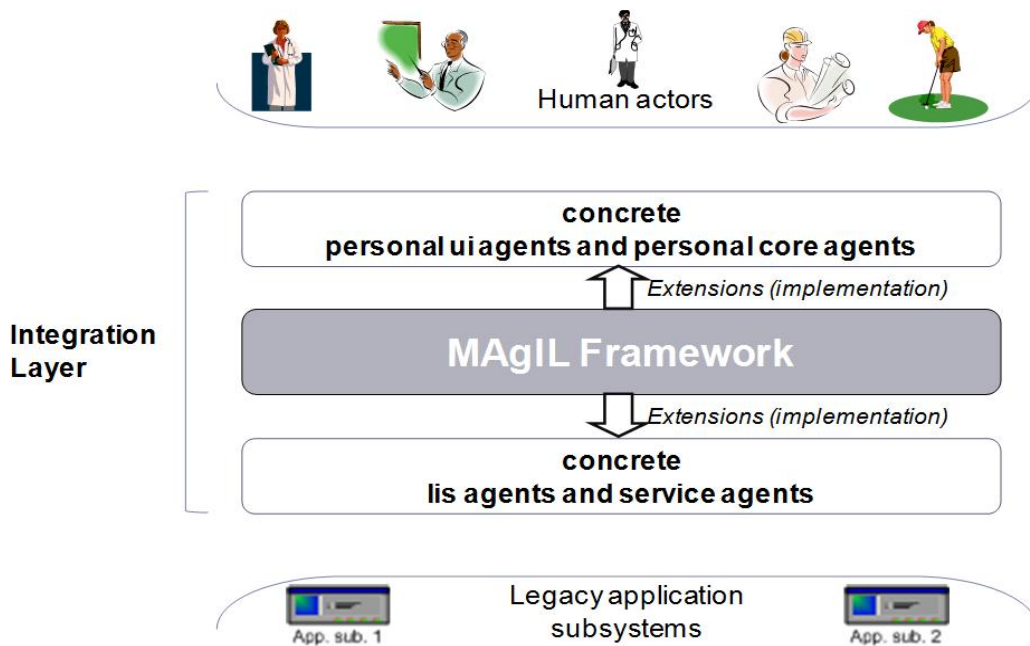 Human actors
concrete
personal ui agents and personal core agents
Extensions (implementation)
Integration
Layer
MAgIL Framework
Extensions (implementation)
concrete
lis agents and service agents
Legacy application
subsystems
App. sub. 1
App. sub. 2